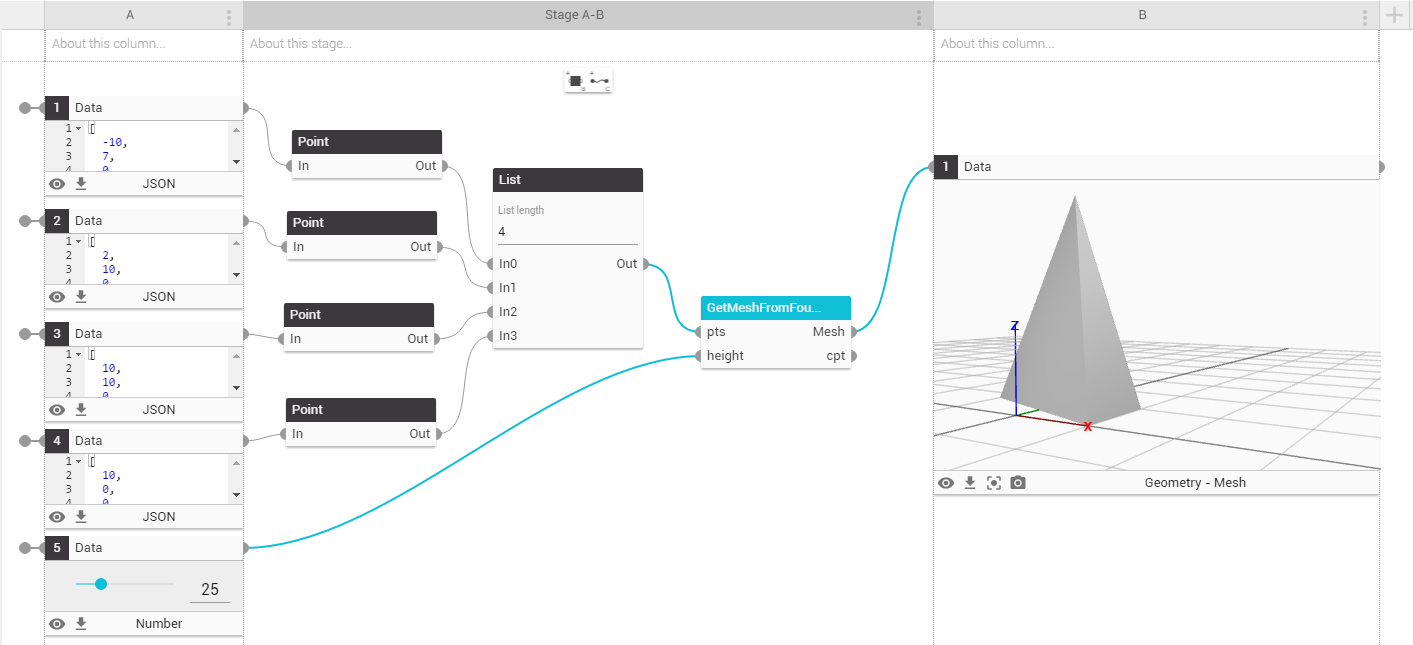 A
Stage A-B
B
About this column...
About this stage...
About this column...
B
C
1 Data
1 [
2 -10,
3 7,
4 0
JSON
2 Data
1 [
2 2,
3 10,
4 0
JSON
3 Data
1 [
2 10,
3 10,
4 0
JSON
4 Data
1 [
2 10,
3 0,
4 0
JSON
5 Data
25
Number
Point
In Out
Point
In Out
Point
In Out
Point
In Out
List
List length
4
In0 Out
In1
In2
In3
GetMeshFromFou...
pts Mesh
height cpt
1 Data
Z
X
Geometry - Mesh